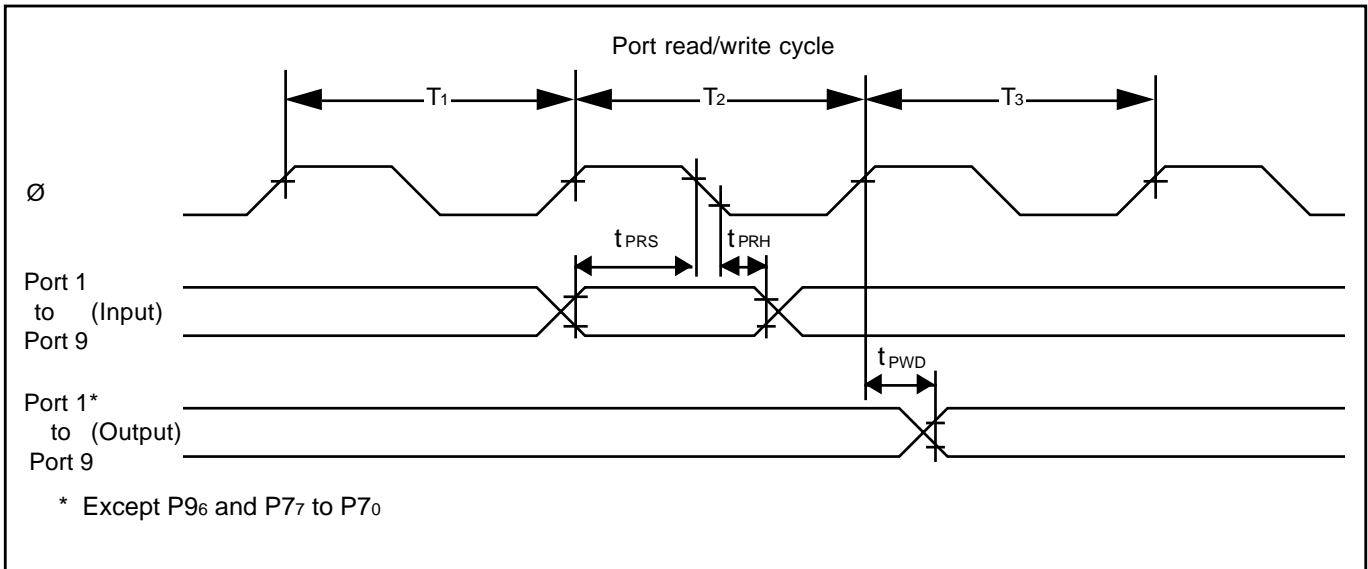 Port read/write cycle
T1 T2 T3
Ø
tPRS tPRH
Port 1
to (Input)
Port 9
tPWD
Port 1*
to (Output)
Port 9
* Except P96 and P77 to P70